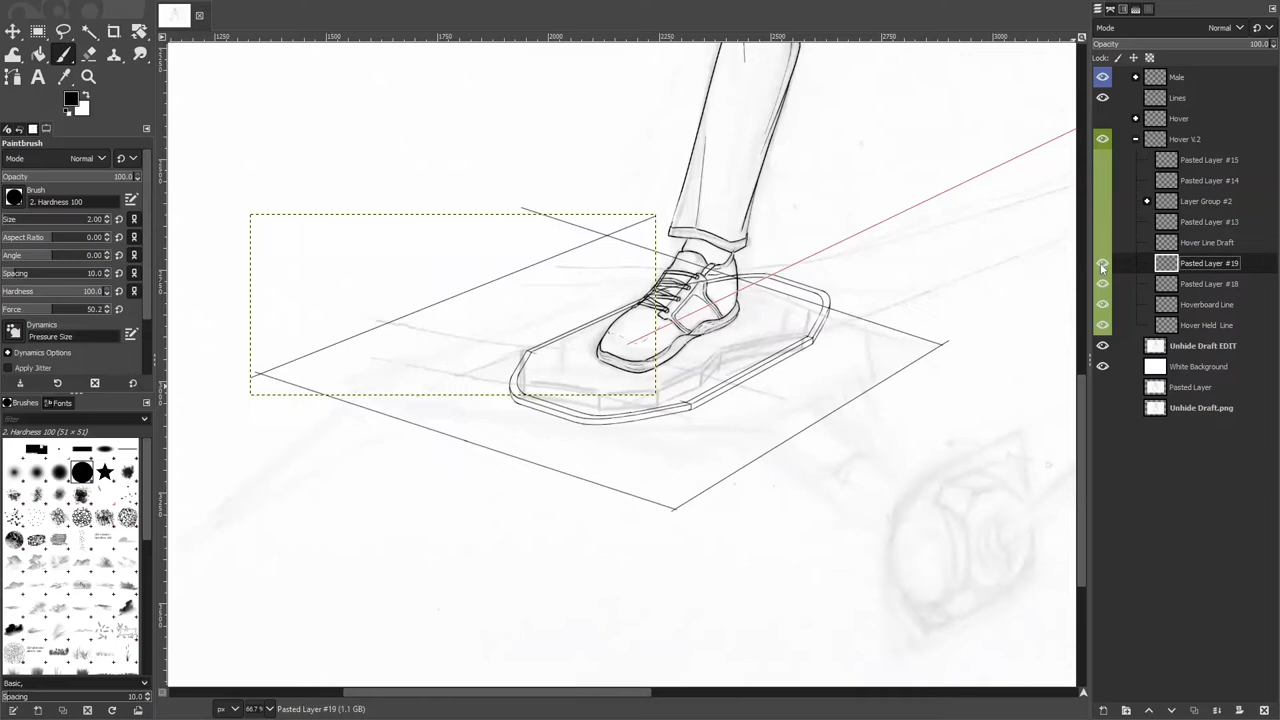 1250
1500
1750
2000
2250
2500
2750
3000
Mode
Normal
Opacity
100.0
Lock:
Male
Lines
Hover
Hover V.2
Pasted Layer #15
Pasted Layer #14
Layer Group #2
Pasted Layer #13
Hover Line Draft
Pasted Layer #19
Pasted Layer #18
Hoverboard Line
Hover Held Line
Unhide Draft EDIT
White Background
Pasted Layer
Unhide Draft.png
Paintbrush
Mode
Normal
Opacity
100.0
Brush
2. Hardness 100
Size
2.00
Aspect Ratio
0.00
Angle
0.00
Spacing
10.0
Hardness
100.0
Force
50.2
Dynamics
Pressure Size
Dynamics Options
Apply Jitter
Brushes
Fonts
filter
2. Hardness 100 (51 × 51)
Basic,
Spacing
10.0
px
66.7
Pasted Layer #19 (1.1 GB)